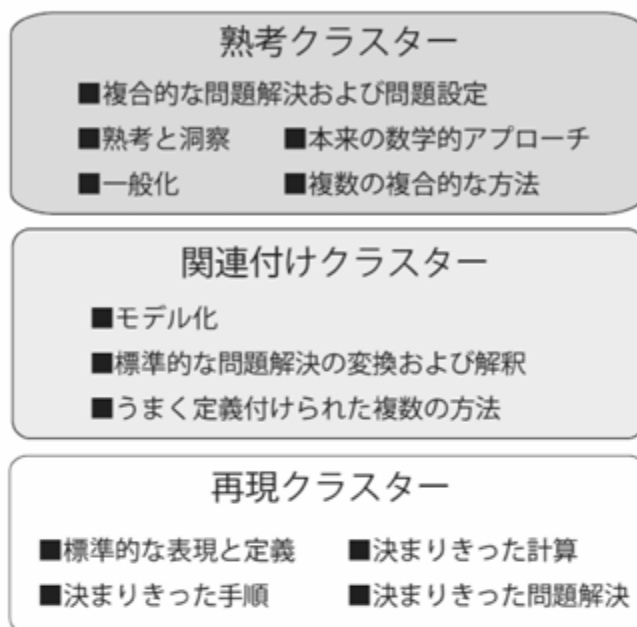 熟考クラスター
■複合的な問題解決および問題設定
■熟考と洞察 ■本来の数学的アプローチ
■一般化 ■複数の複合的な方法
関連付けクラスター
■モデル化
■標準的な問題解決の変換および解釈
■うまく定義付けられた複数の方法
再現クラスター
■標準的な表現と定義 ■決まりきった計算
■決まりきった手順 ■決まりきった問題解決